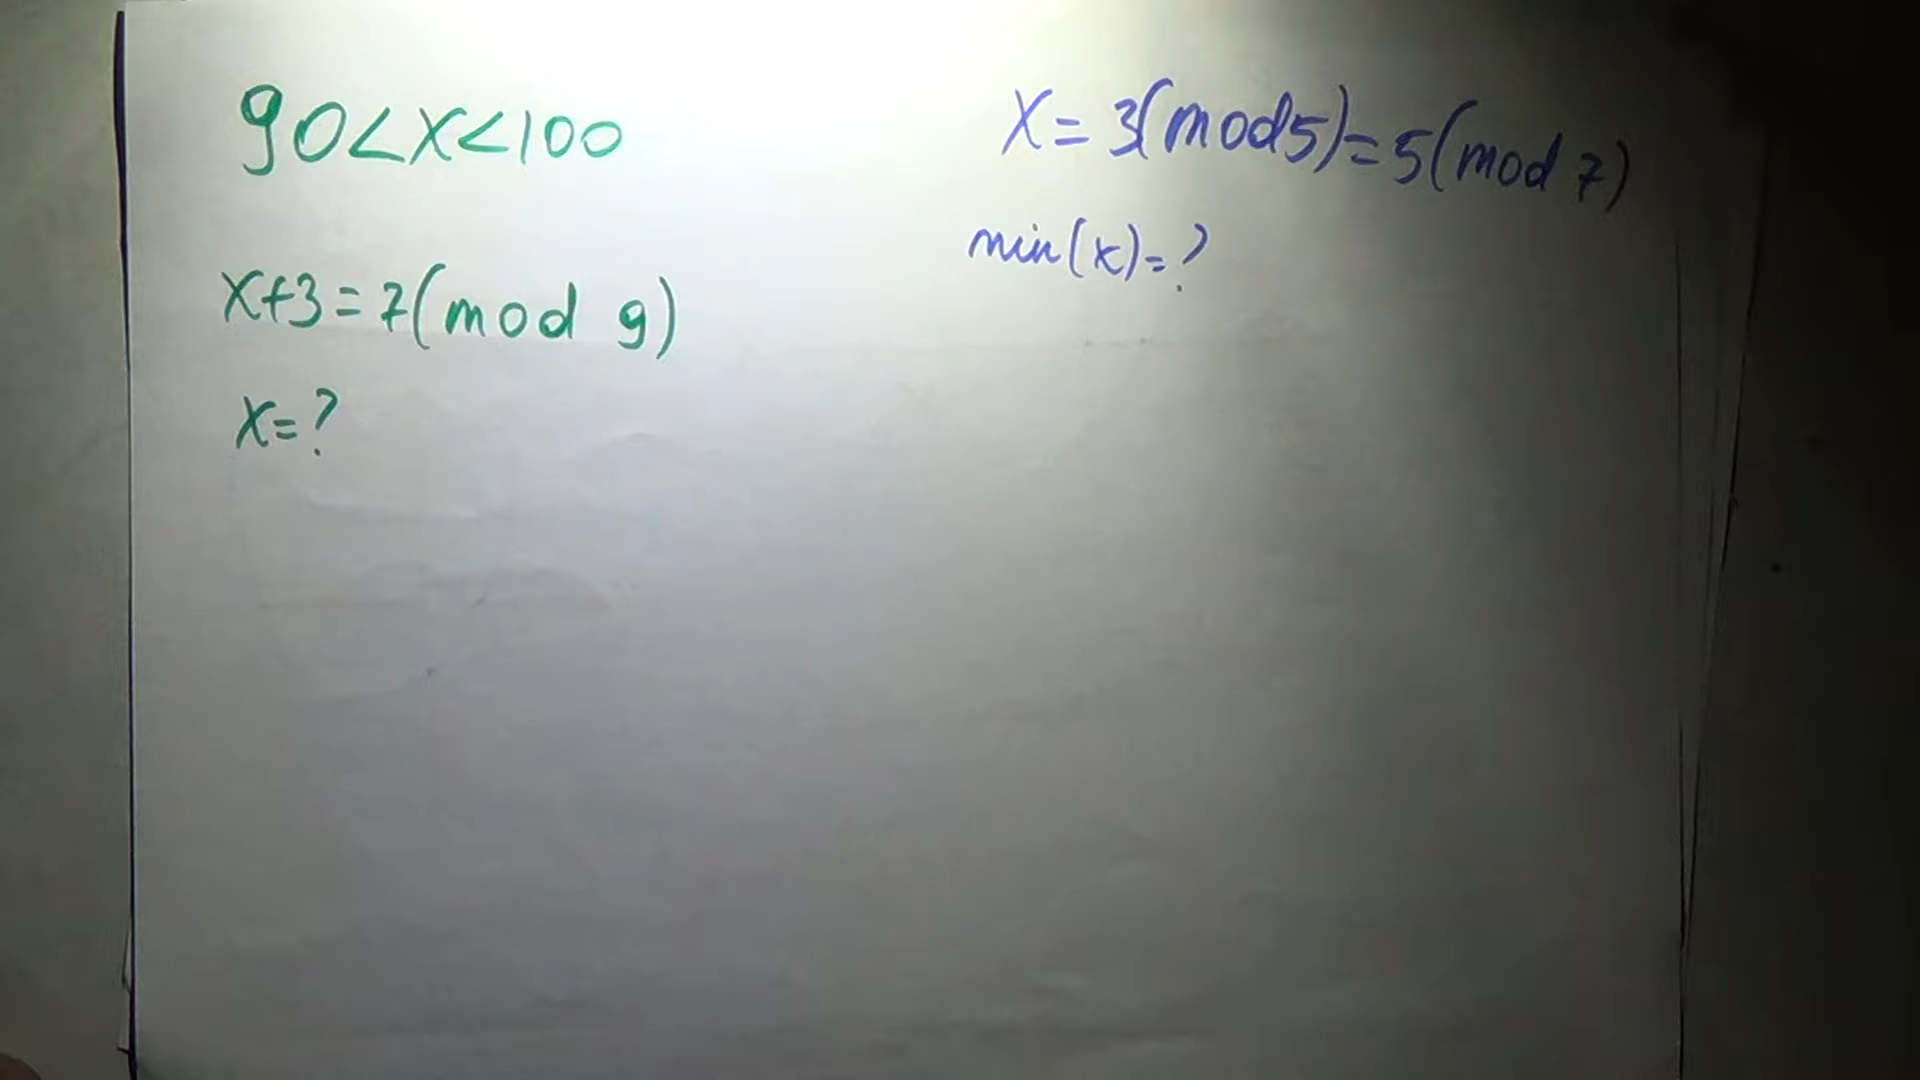 90<x<100
x+3=7(mod 9)
x=?
x=3(mod5)=5(mod 7)
min(x)=?